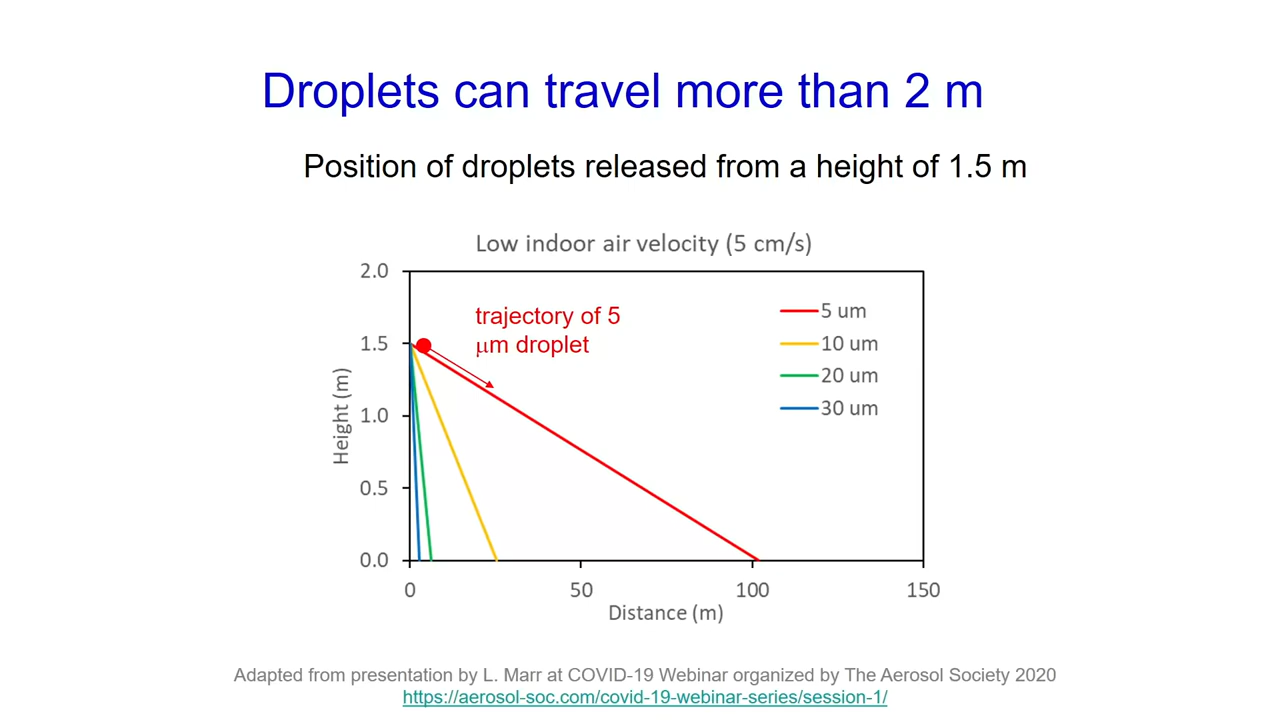 Droplets can travel more than 2 m
Position of droplets released from a height of 1.5 m
Low indoor air velocity (5 cm/s)
2.0
1.5
1.0
0.5
0.0
Height (m)
trajectory of 5
μm droplet
5 um
10 um
20 um
30 um
0
50
100
150
Distance (m)
Adapted from presentation by L. Marr at COVID-19 Webinar organized by The Aerosol Society 2020
https://aerosol-soc.com/covid-19-webinar-series/session-1/